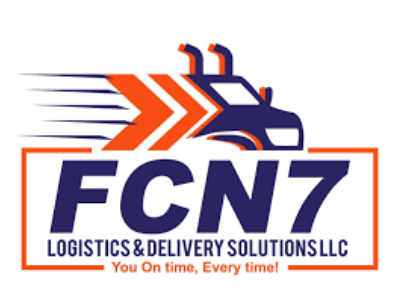 FCN7
LOGISTICS & DELIVERY SOLUTIONS LLC
You On time, Every time!